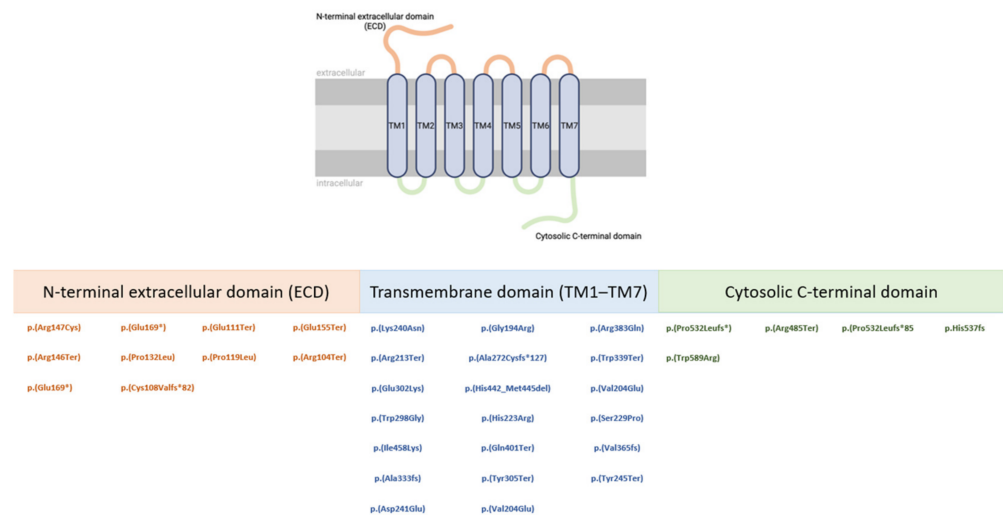 N-terminal extracellular domain
(ECD)
extracellular
TM1 TM2 TM3 TM4 TM5 TM6 TM7
intracellular
Cytosolic C-terminal domain
N-terminal extracellular domain (ECD) Transmembrane domain (TM1–TM7) Cytosolic C-terminal domain
p.(Arg147Cys) p.(Glu169*) p.(Glu111Ter) p.(Glu155Ter) p.(Lys240Asn) p.(Gly194Arg) p.(Arg383Gln) p.(Pro532Leufs*) p.(Arg485Ter) p.(Pro532Leufs*85 p.His537fs
p.(Arg146Ter) p.(Pro132Leu) p.(Pro119Leu) p.(Arg104Ter) p.(Arg213Ter) p.(Ala272Cysfs*127) p.(Trp339Ter) p.(Trp589Arg)
p.(Glu169*) p.(Cys108Valfs*82) p.(Glu302Lys) p.(His442_Met445del) p.(Val204Glu)
p.(Trp298Gly) p.(His223Arg) p.(Ser229Pro)
p.(Ile458Lys) p.(Gln401Ter) p.(Val365fs)
p.(Ala333fs) p.(Tyr305Ter) p.(Tyr245Ter)
p.(Asp241Glu) p.(Val204Glu)